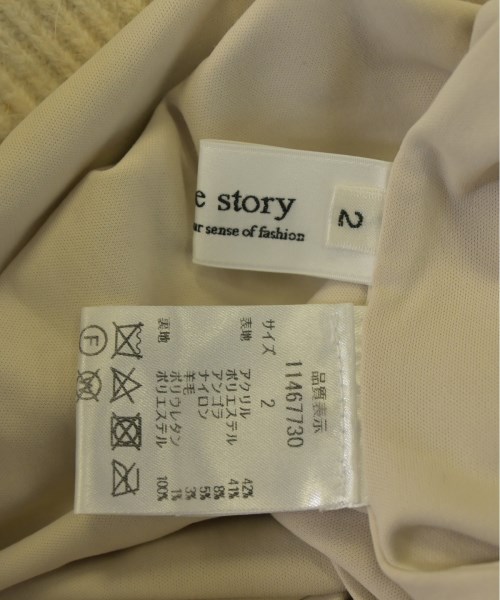 e story
ur sense of fashion
2
品質表示
11467730
サイズ 2
表地 アクリル 42%
ポリエステル 41%
アンゴラ 8%
ナイロン 5%
羊毛 3%
ポリウレタン 1%
裏地 ポリエステル 100%
F
W